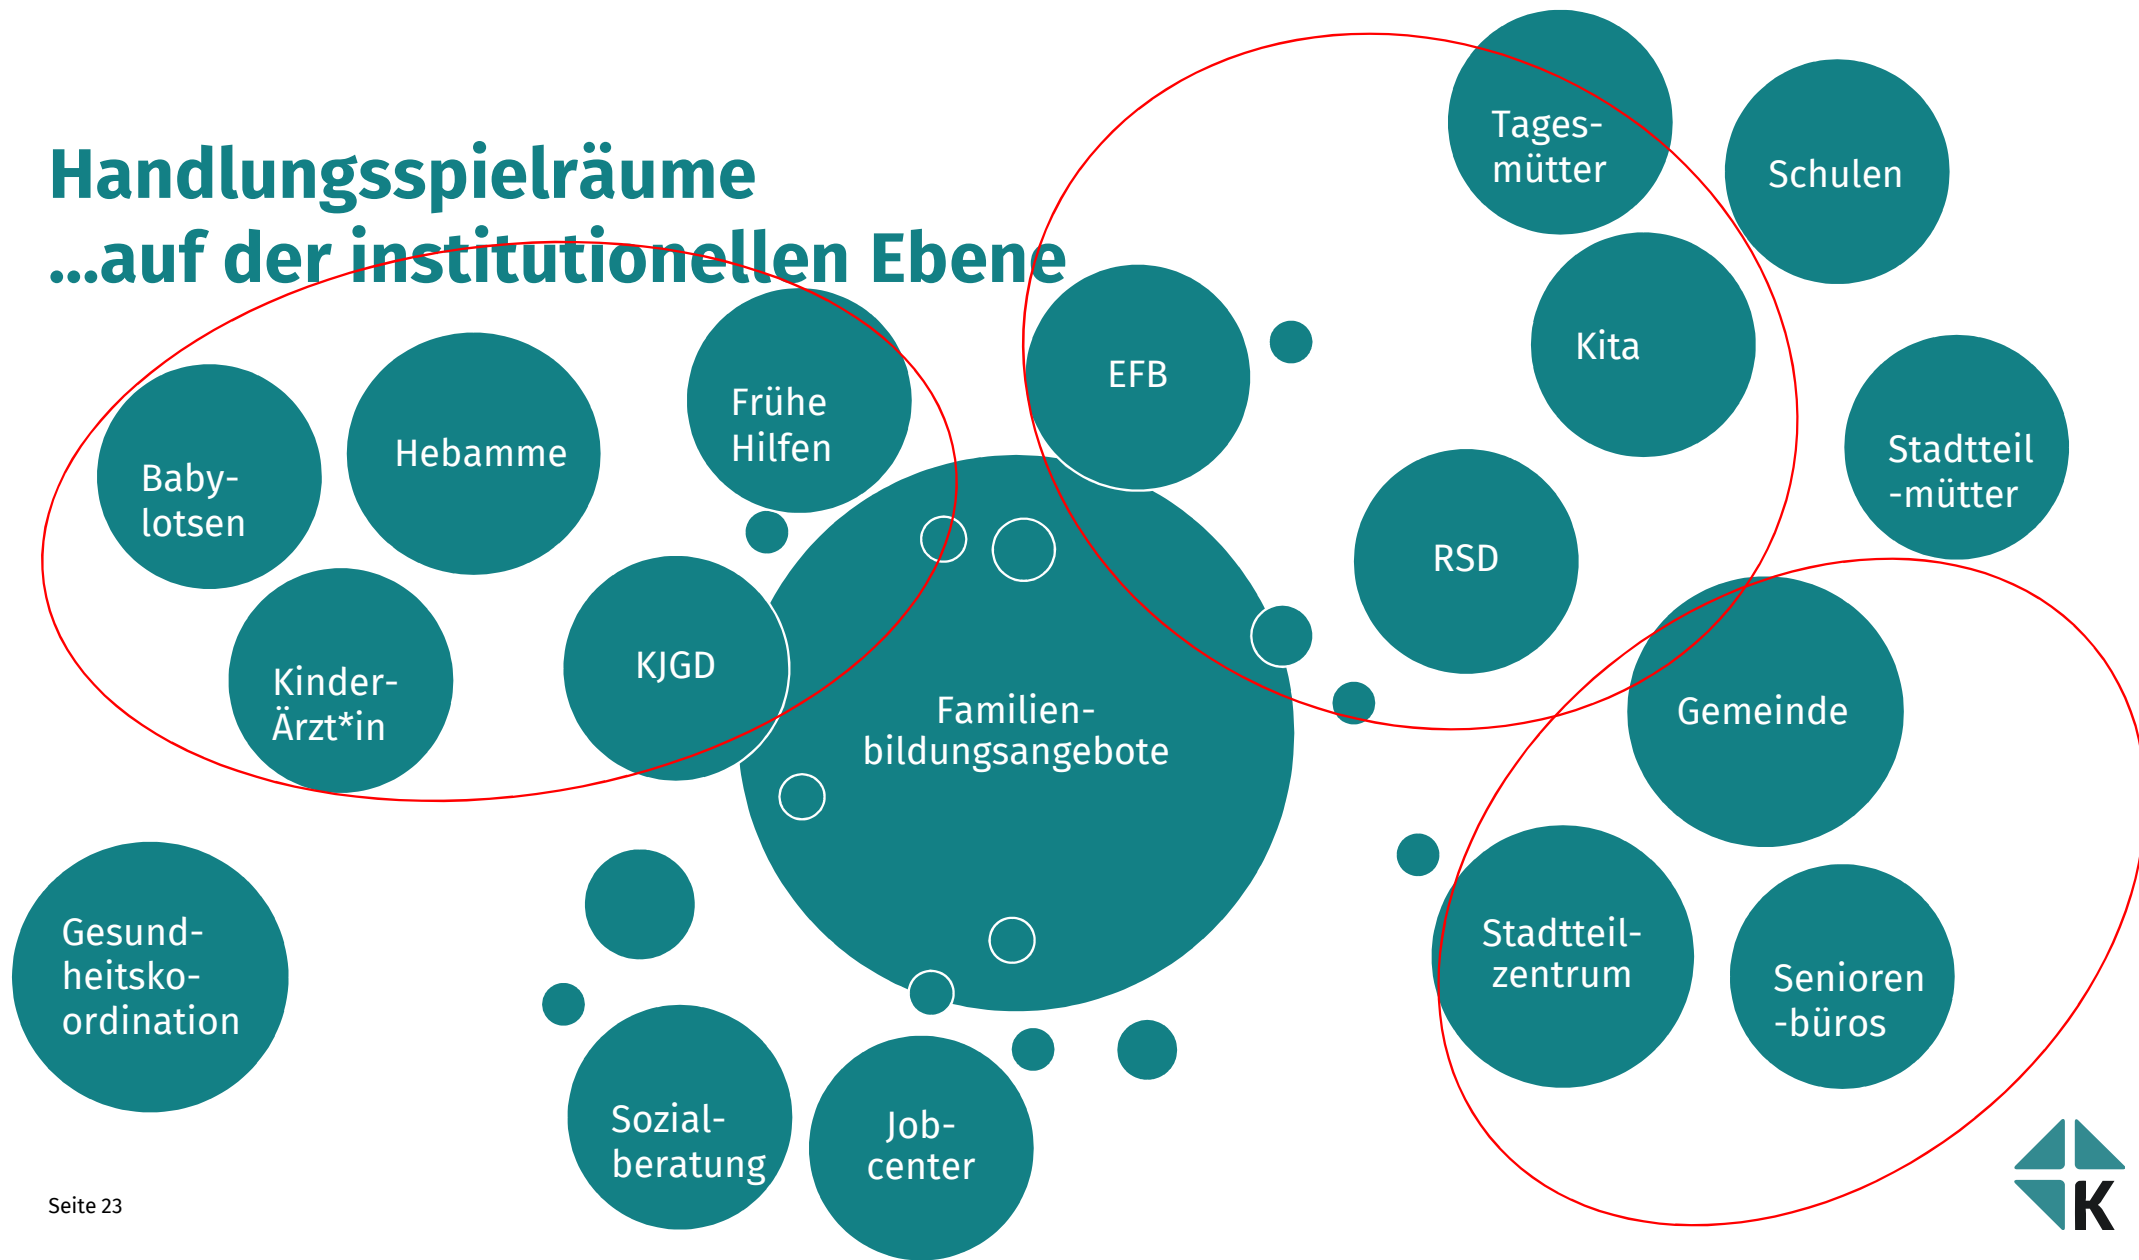 Handlungsspielräume
...auf der institutionellen Ebene
Tages-
mütter
Schulen
EFB
Kita
Frühe
Hilfen
Hebamme
Baby-
lotsen
Stadtteil
-mütter
RSD
KJGD
Kinder-
Ärzt*in
Familien-
bildungsangebote
Gemeinde
Gesund-
heitsko-
ordination
Stadtteil-
zentrum
Senioren
-büros
Sozial-
beratung
Job-
center
Seite 23
K